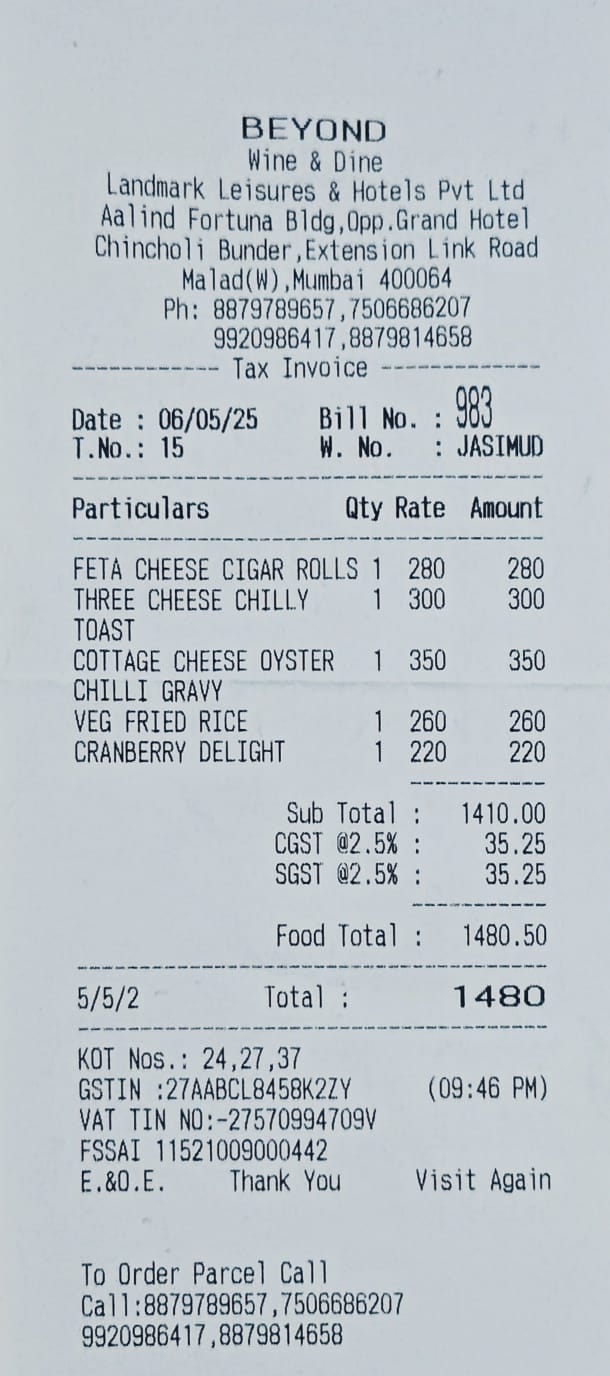 BEYOND
Wine & Dine
Landmark Leisures & Hotels Pvt Ltd
Aalind Fortuna Bldg,Opp.Grand Hotel
Chincholi Bunder,Extension Link Road
Malad(W),Mumbai 400064
Ph: 8879789657,7506686207
9920986417,8879814658
------------ Tax Invoice -------------
Date : 06/05/25 Bill No. : 983
T.No.: 15 W. No. : JASIMUD
Particulars Qty Rate Amount
FETA CHEESE CIGAR ROLLS 1 280 280
THREE CHEESE CHILLY 1 300 300
TOAST
COTTAGE CHEESE OYSTER 1 350 350
CHILLI GRAVY
VEG FRIED RICE 1 260 260
CRANBERRY DELIGHT 1 220 220
Sub Total : 1410.00
CGST @2.5% : 35.25
SGST @2.5% : 35.25
Food Total : 1480.50
5/5/2 Total : 1480
KOT Nos.: 24,27,37
GSTIN :27AABCL8458K2ZY (09:46 PM)
VAT TIN NO:-27570994709V
FSSAI 11521009000442
E.&O.E. Thank You Visit Again
To Order Parcel Call
Call:8879789657,7506686207
9920986417,8879814658